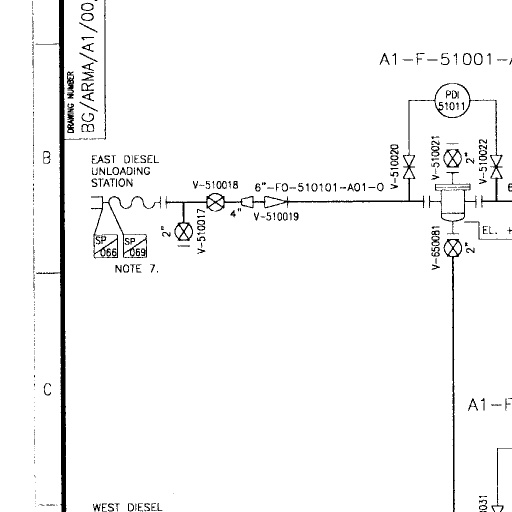 DRAWING NUMBER
BG/ARMA/A1/00
A1-F-51001-
PDI
51011
B
EAST DIESEL
UNLOADING
STATION
V-510018
6"-FO-510101-A01-0
V-510020
V-510021
2"
V-510022
6
4"
V-510019
2"
V-510017
SP
066
SP
069
NOTE 7.
V-650081
2"
EL. +
C
A1-F
WEST DIESEL
031